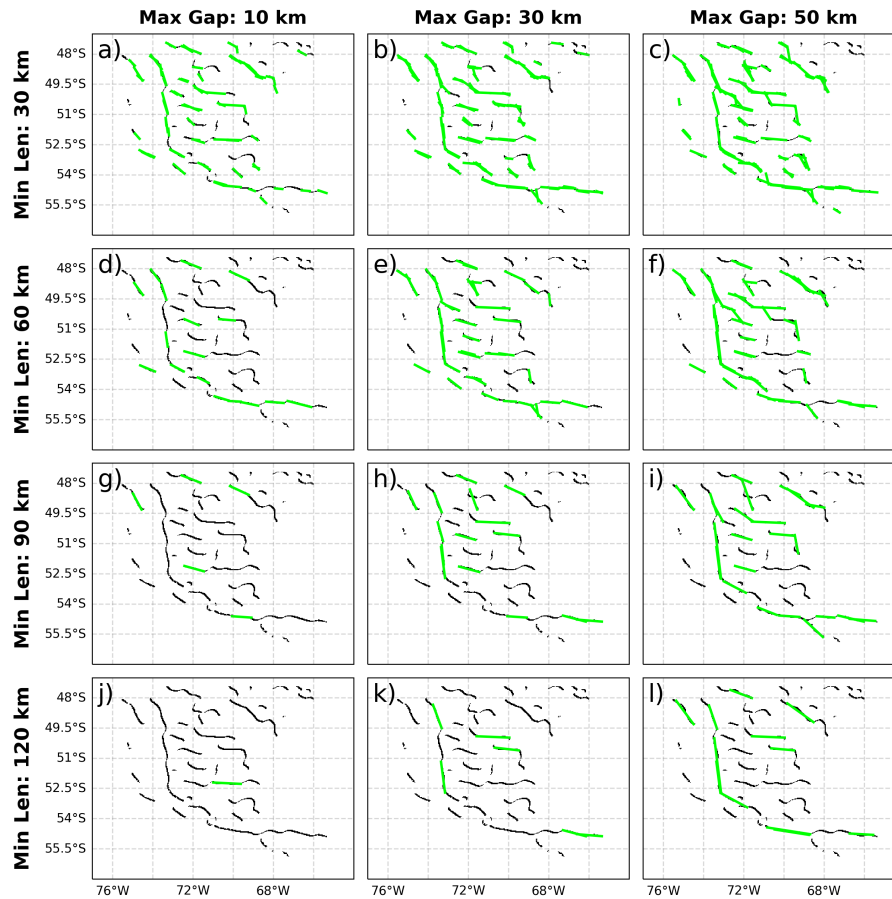 Max Gap: 10 km Max Gap: 30 km Max Gap: 50 km
Min Len: 30 km
a) b) c)
48°S
49.5°S
51°S
52.5°S
54°S
55.5°S
Min Len: 60 km
d) e) f)
48°S
49.5°S
51°S
52.5°S
54°S
55.5°S
Min Len: 90 km
g) h) i)
48°S
49.5°S
51°S
52.5°S
54°S
55.5°S
Min Len: 120 km
j) k) l)
48°S
49.5°S
51°S
52.5°S
54°S
55.5°S
76°W 72°W 68°W 76°W 72°W 68°W 76°W 72°W 68°W